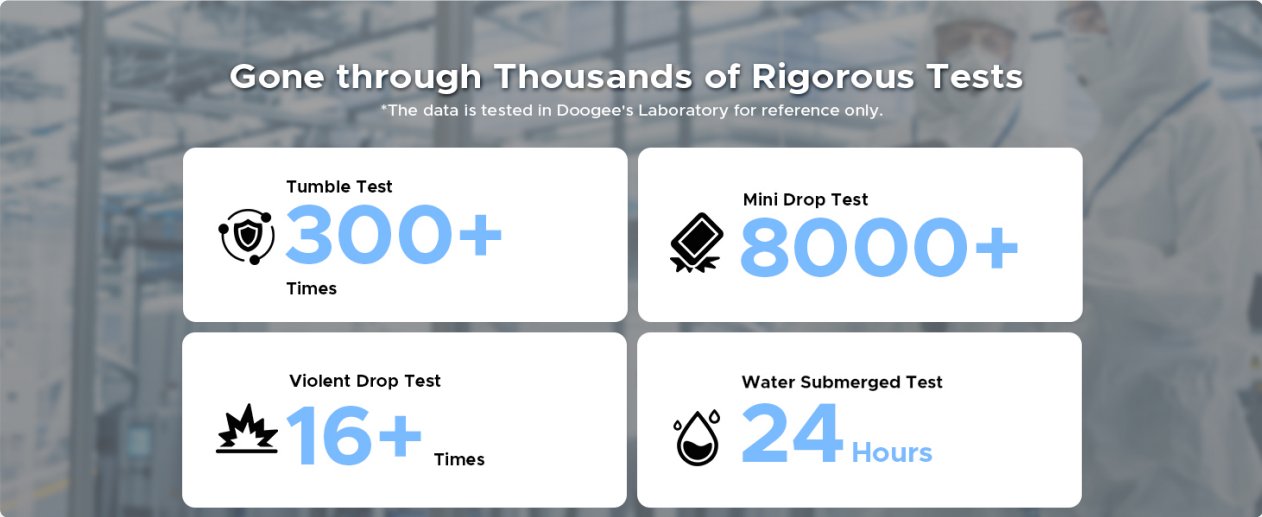 Gone through Thousands of Rigorous Tests
*The data is tested in Doogee's Laboratory for reference only.
Tumble Test
300+
Times
Mini Drop Test
8000+
Violent Drop Test
16+ Times
Water Submerged Test
24 Hours